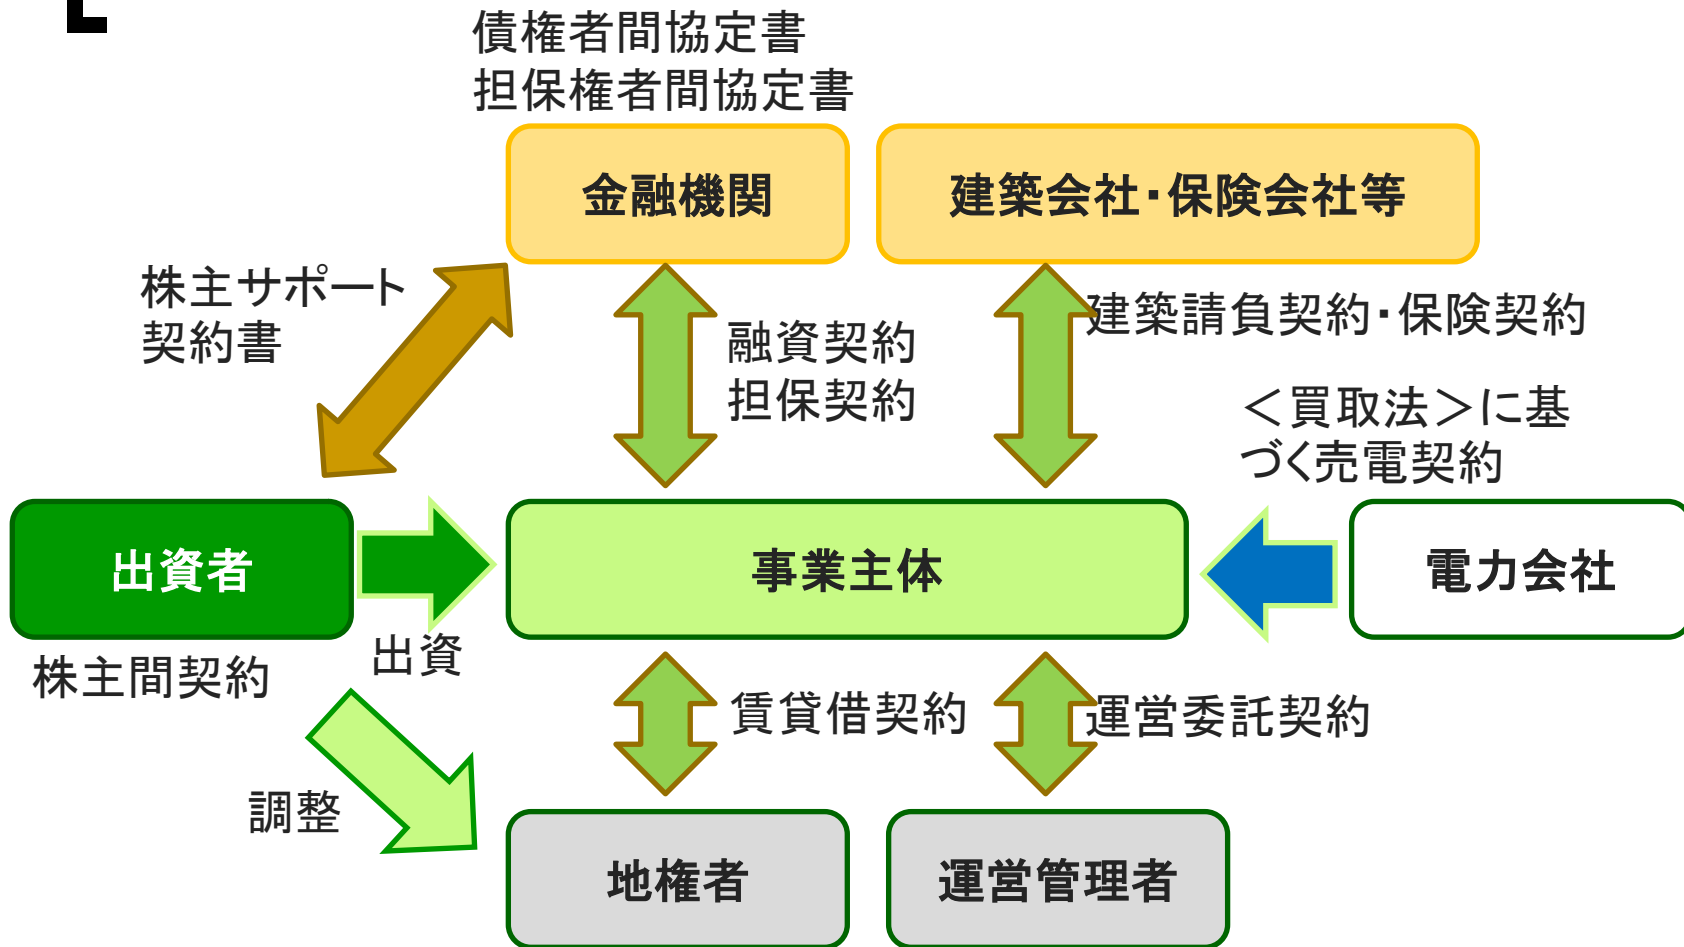 債権者間協定書
担保権者間協定書
金融機関
建築会社・保険会社等
株主サポート
契約書
融資契約
担保契約
建築請負契約・保険契約
＜買取法＞に基
づく売電契約
出資者
事業主体
電力会社
株主間契約
出資
賃貸借契約
運営委託契約
調整
地権者
運営管理者